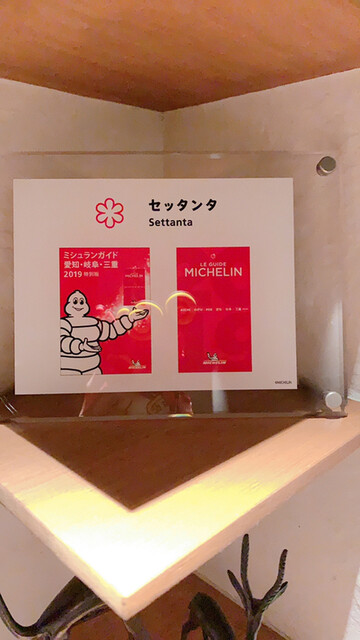 セッタンタ
Settanta
ミシュランガイド
愛知・岐阜・三重
2019 特別版
LE GUIDE
MICHELIN
MICHELIN